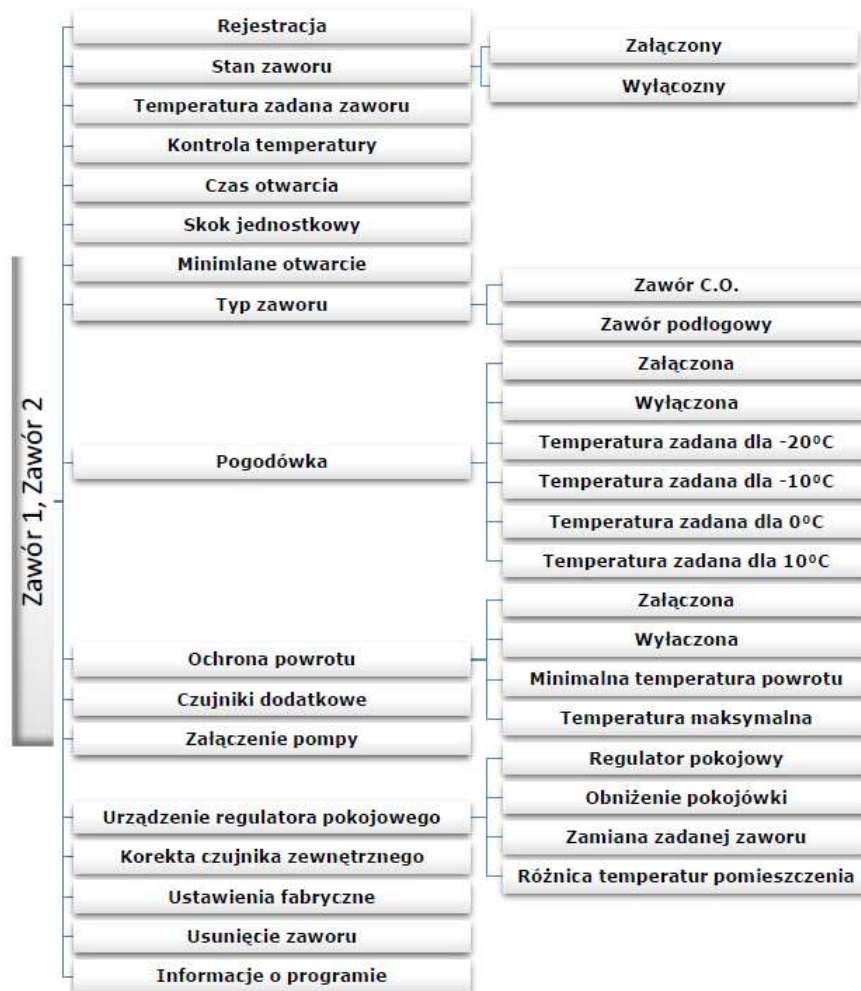 Zawór 1, Zawór 2
Rejestracja
Stan zaworu
Załączony
Wyłącozny
Temperatura zadana zaworu
Kontrola temperatury
Czas otwarcia
Skok jednostkowy
Minimlane otwarcie
Typ zaworu
Zawór C.O.
Zawór podłogowy
Pogodówka
Załączona
Wyłączona
Temperatura zadana dla -20ºC
Temperatura zadana dla -10ºC
Temperatura zadana dla 0ºC
Temperatura zadana dla 10ºC
Ochrona powrotu
Załączona
Wyłaczona
Minimalna temperatura powrotu
Temperatura maksymalna
Czujniki dodatkowe
Załączenie pompy
Urządzenie regulatora pokojowego
Regulator pokojowy
Obniżenie pokojówki
Zamiana zadanej zaworu
Różnica temperatur pomieszczenia
Korekta czujnika zewnętrznego
Ustawienia fabryczne
Usunięcie zaworu
Informacje o programie